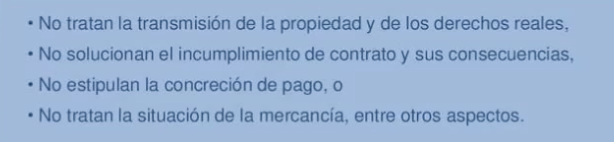 • No tratan la transmisión de la propiedad y de los derechos reales,
• No solucionan el incumplimiento de contrato y sus consecuencias,
• No estipulan la concreción de pago, o
• No tratan la situación de la mercancía, entre otros aspectos.